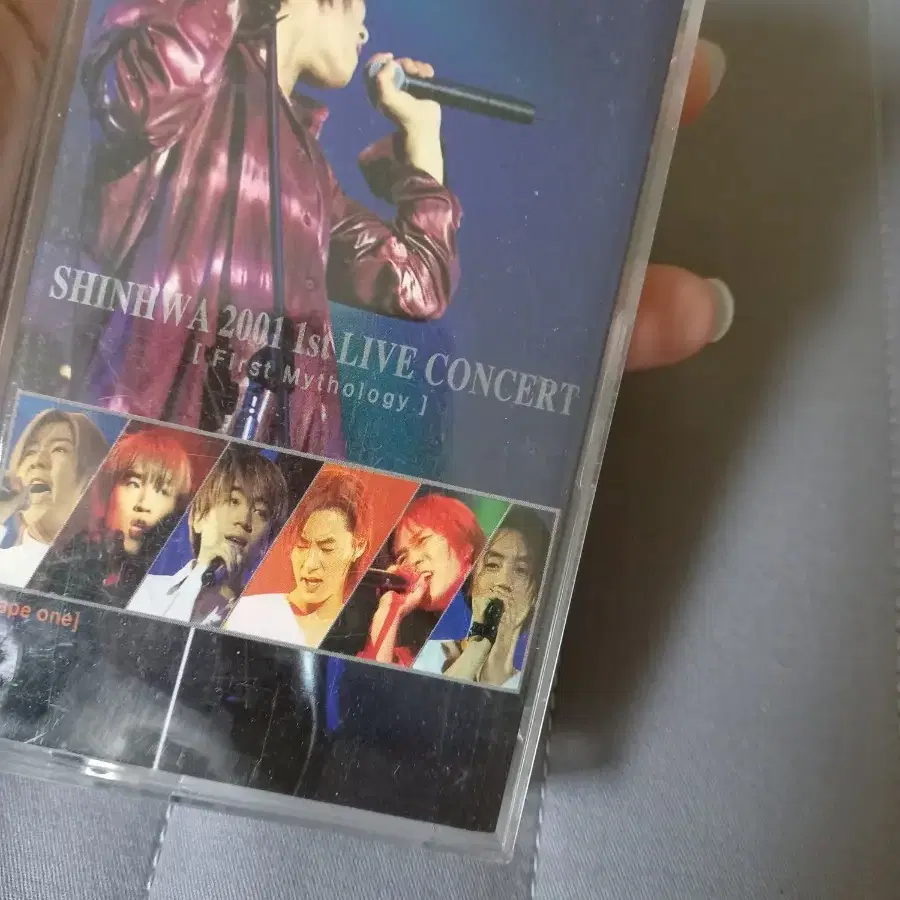 SHINHWA 2001 1st LIVE CONCERT
[ First Mythology ]
ape one]